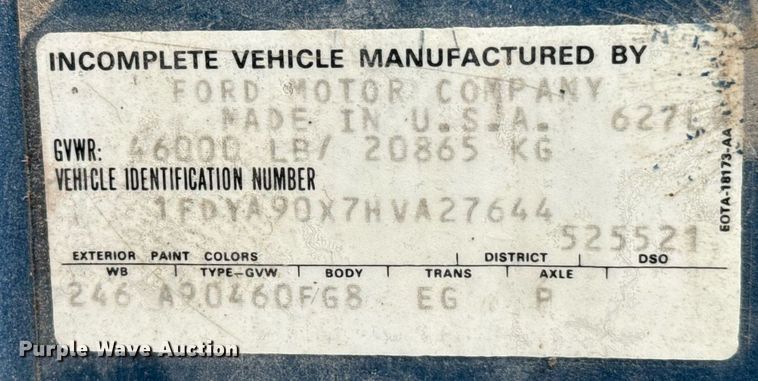 INCOMPLETE VEHICLE MANUFACTURED BY
FORD MOTOR COMPANY
MADE IN U.S.A. 627
GVWR: 46000 LB/ 20865 KG
VEHICLE IDENTIFICATION NUMBER
1FDYA90X7HVA27644
525521
EXTERIOR PAINT COLORS DISTRICT DSO
WB TYPE-GVW BODY TRANS AXLE
246 A90460FG8 EG P
EOTA-18173-AA
Purple Wave Auction